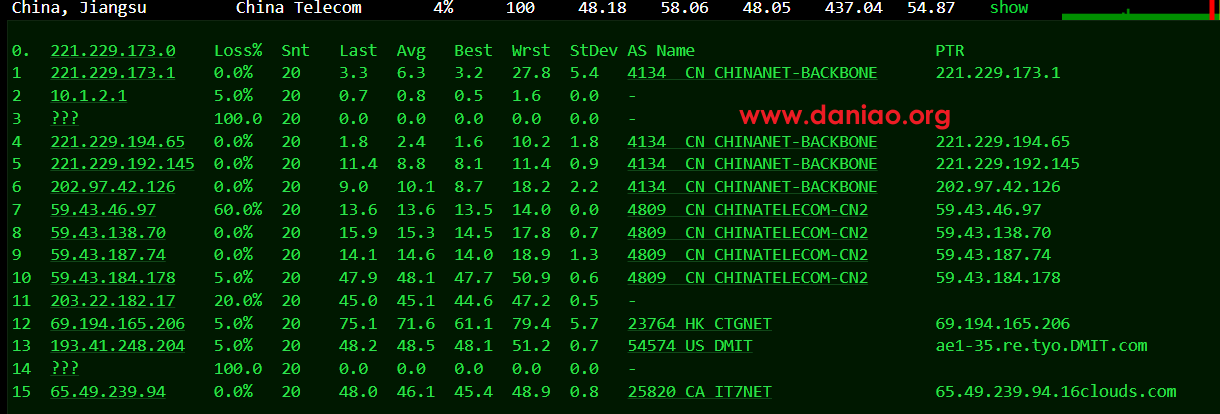 China, Jiangsu China Telecom 4% 100 48.18 58.06 48.05 437.04 54.87 show
0. 221.229.173.0 Loss% Snt Last Avg Best Wrst StDev AS Name PTR
1 221.229.173.1 0.0% 20 3.3 6.3 3.2 27.8 5.4 4134 CN CHINANET-BACKBONE 221.229.173.1
2 10.1.2.1 5.0% 20 0.7 0.8 0.5 1.6 0.0 -
www.daniao.org
3 ??? 100.0 20 0.0 0.0 0.0 0.0 0.0 -
4 221.229.194.65 0.0% 20 1.8 2.4 1.6 10.2 1.8 4134 CN CHINANET-BACKBONE 221.229.194.65
5 221.229.192.145 0.0% 20 11.4 8.8 8.1 11.4 0.9 4134 CN CHINANET-BACKBONE 221.229.192.145
6 202.97.42.126 0.0% 20 9.0 10.1 8.7 18.2 2.2 4134 CN CHINANET-BACKBONE 202.97.42.126
7 59.43.46.97 60.0% 20 13.6 13.6 13.5 14.0 0.0 4809 CN CHINATELECOM-CN2 59.43.46.97
8 59.43.138.70 0.0% 20 15.9 15.3 14.5 17.8 0.7 4809 CN CHINATELECOM-CN2 59.43.138.70
9 59.43.187.74 0.0% 20 14.1 14.6 14.0 18.9 1.3 4809 CN CHINATELECOM-CN2 59.43.187.74
10 59.43.184.178 5.0% 20 47.9 48.1 47.7 50.9 0.6 4809 CN CHINATELECOM-CN2 59.43.184.178
11 203.22.182.17 20.0% 20 45.0 45.1 44.6 47.2 0.5 -
12 69.194.165.206 5.0% 20 75.1 71.6 61.1 79.4 5.7 23764 HK CTGNET 69.194.165.206
13 193.41.248.204 5.0% 20 48.2 48.5 48.1 51.2 0.7 54574 US DMIT ae1-35.re.tyo.DMIT.com
14 ??? 100.0 20 0.0 0.0 0.0 0.0 0.0 -
15 65.49.239.94 0.0% 20 48.0 46.1 45.4 48.9 0.8 25820 CA IT7NET 65.49.239.94.16clouds.com